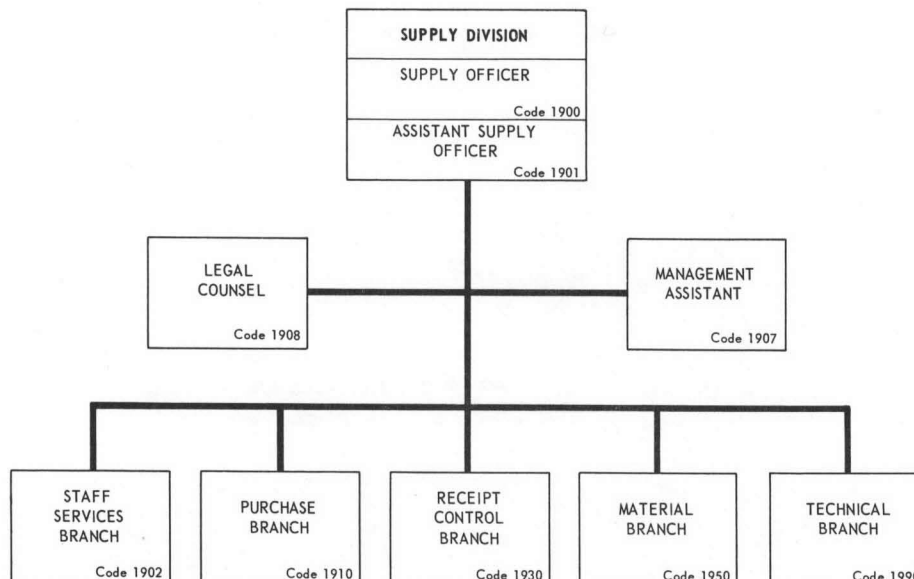 SUPPLY DIVISION
SUPPLY OFFICER
Code 1900
ASSISTANT SUPPLY
OFFICER
Code 1901
LEGAL
COUNSEL
Code 1908
MANAGEMENT
ASSISTANT
Code 1907
STAFF
SERVICES
BRANCH
Code 1902
PURCHASE
BRANCH
Code 1910
RECEIPT
CONTROL
BRANCH
Code 1930
MATERIAL
BRANCH
Code 1950
TECHNICAL
BRANCH
Code 1990